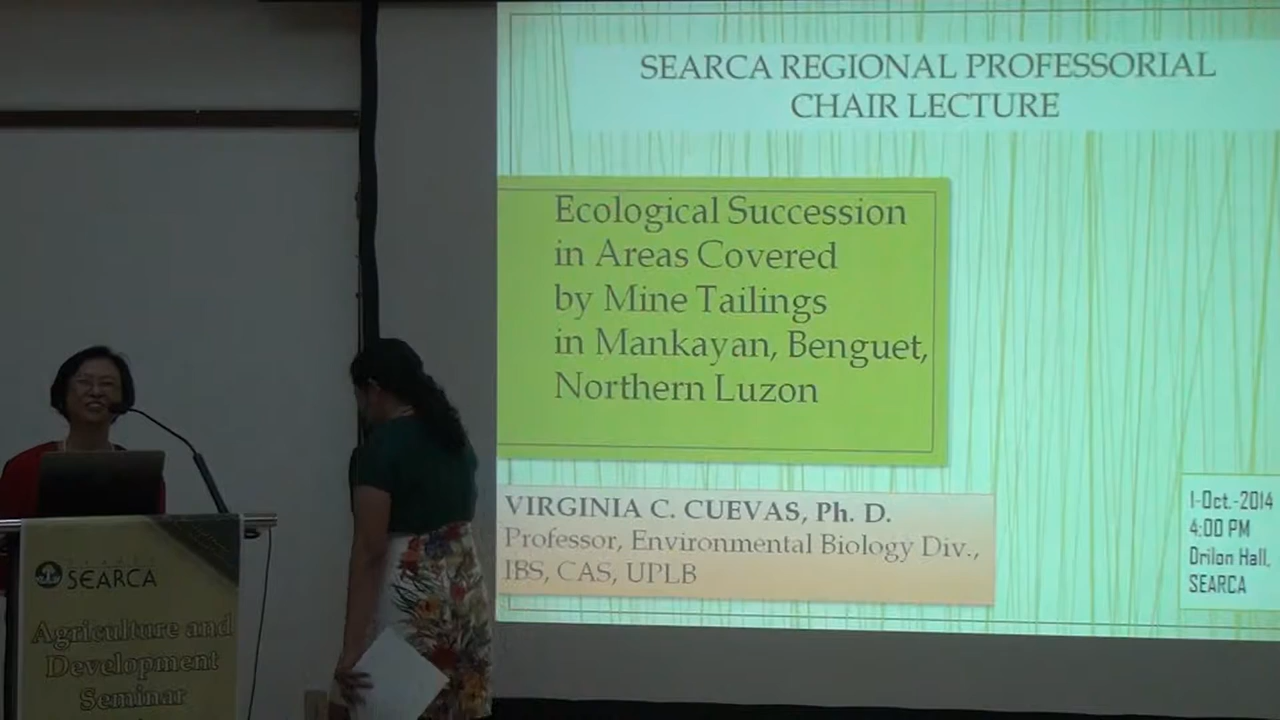 SEARCA REGIONAL PROFESSORIAL
CHAIR LECTURE
Ecological Succession
in Areas Covered
by Mine Tailings
in Mankayan, Benguet,
Northern Luzon
VIRGINIA C. CUEVAS, Ph. D.
Professor, Environmental Biology Div.,
IBS, CAS, UPLB
1-Oct.-2014
4:00 PM
Drilon Hall,
SEARCA
SEARCA
Agriculture and
Development
Seminar